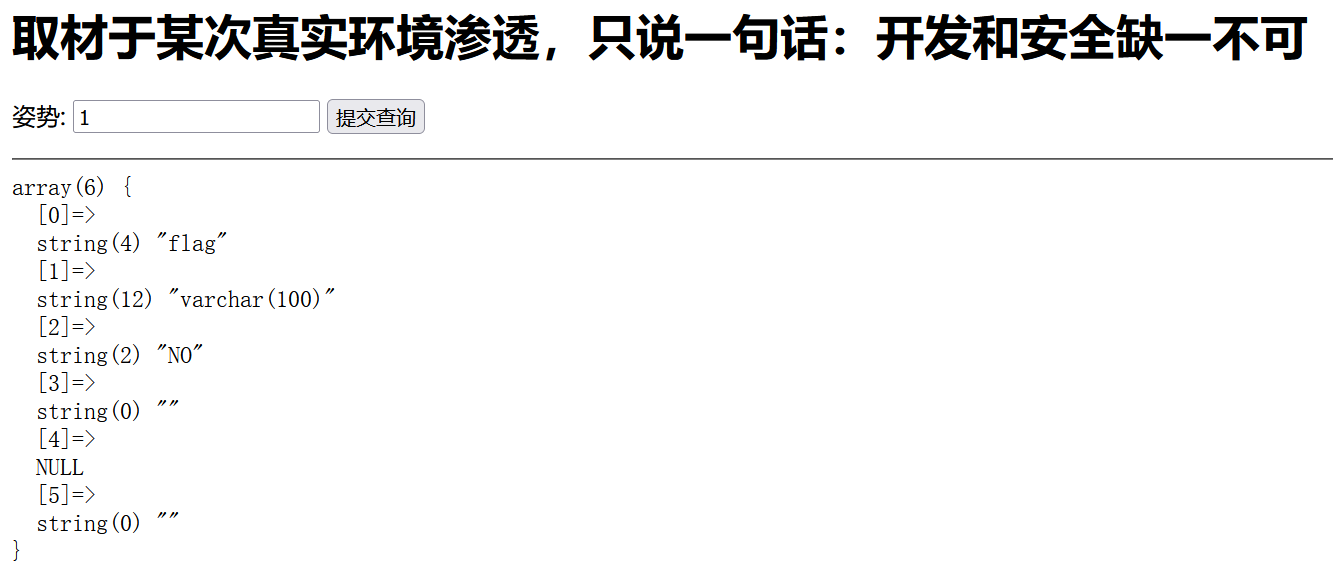 取材于某次真实环境渗透，只说一句话：开发和安全缺一不可
姿势: 1 提交查询
array(6) {
  [0]=>
  string(4) "flag"
  [1]=>
  string(12) "varchar(100)"
  [2]=>
  string(2) "NO"
  [3]=>
  string(0) ""
  [4]=>
  NULL
  [5]=>
  string(0) ""
}